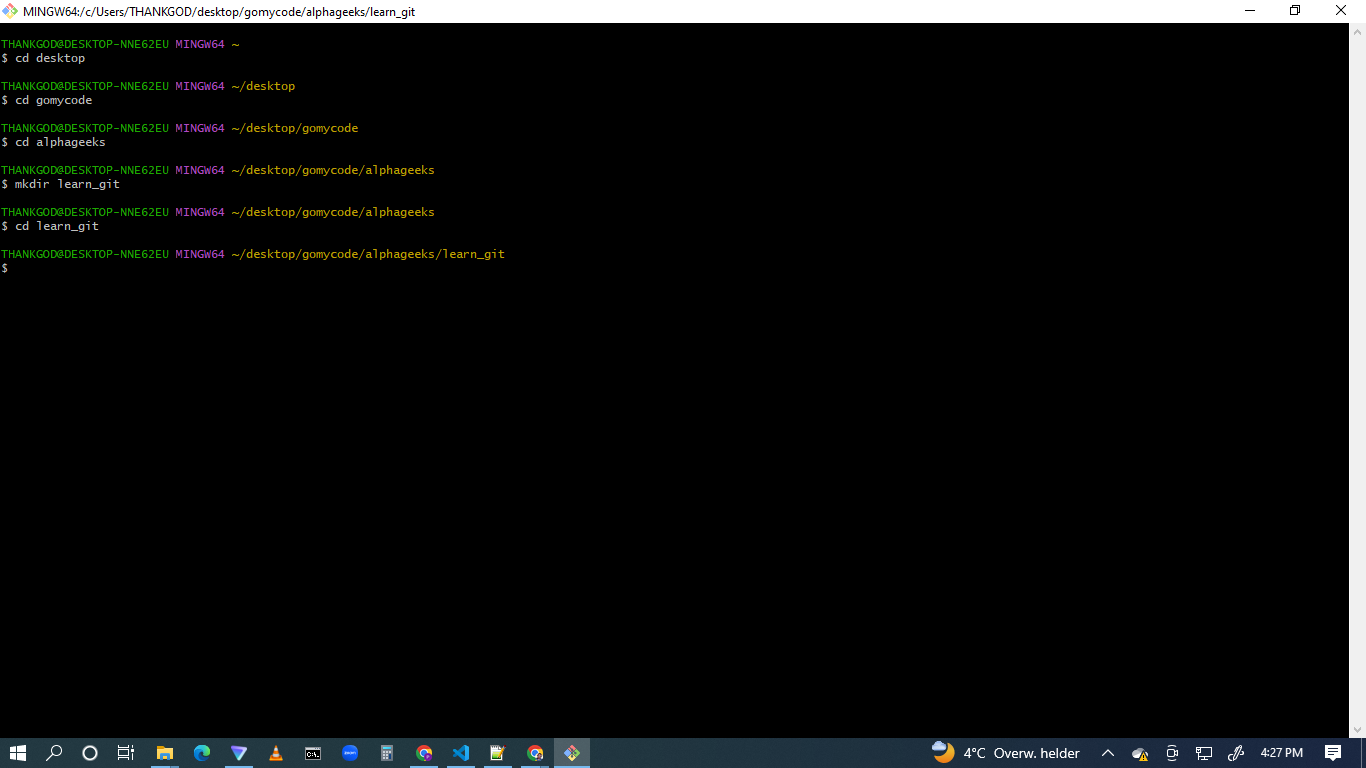 MINGW64:/c/Users/THANKGOD/desktop/gomycode/alphageeks/learn_git
THANKGOD@DESKTOP-NNE62EU MINGW64 ~
$ cd desktop
THANKGOD@DESKTOP-NNE62EU MINGW64 ~/desktop
$ cd gomycode
THANKGOD@DESKTOP-NNE62EU MINGW64 ~/desktop/gomycode
$ cd alphageeks
THANKGOD@DESKTOP-NNE62EU MINGW64 ~/desktop/gomycode/alphageeks
$ mkdir learn_git
THANKGOD@DESKTOP-NNE62EU MINGW64 ~/desktop/gomycode/alphageeks
$ cd learn_git
THANKGOD@DESKTOP-NNE62EU MINGW64 ~/desktop/gomycode/alphageeks/learn_git
$
4°C Overw. helder
4:27 PM